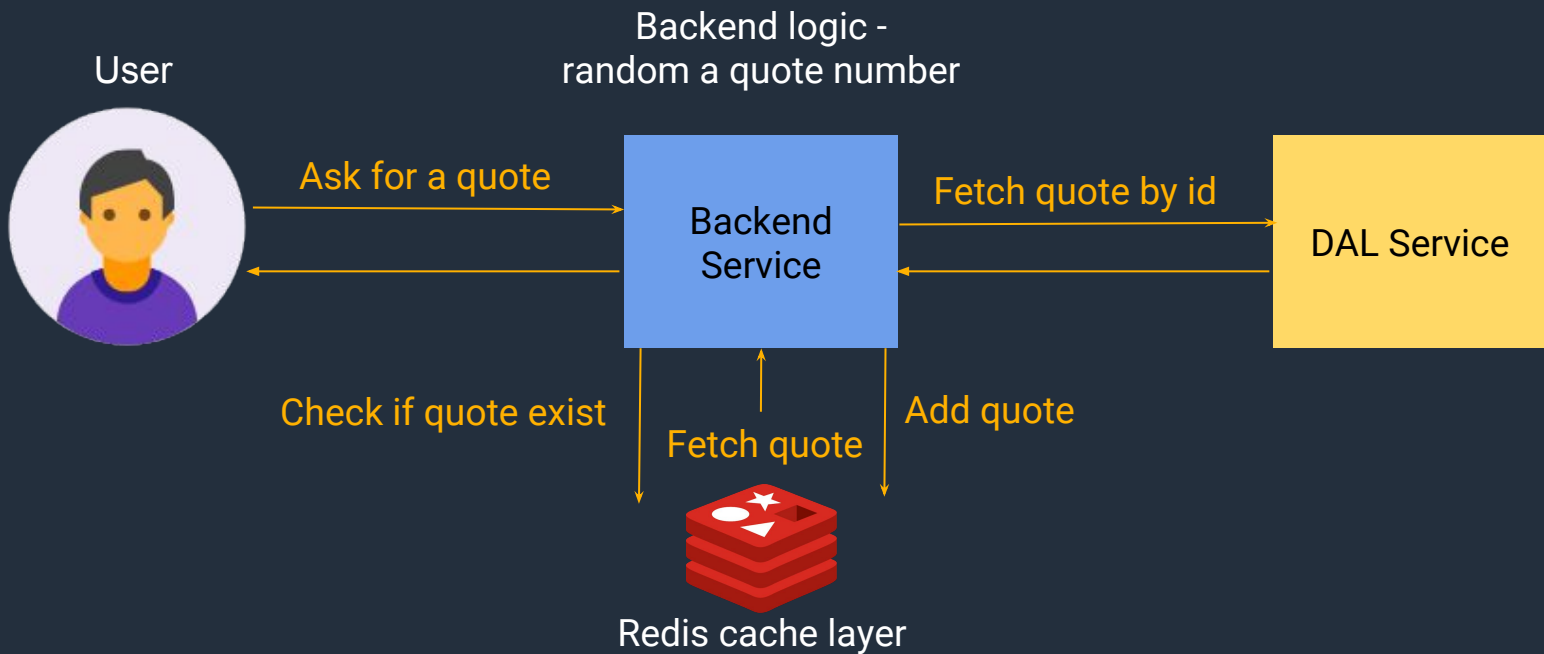 User
Backend logic -
random a quote number
Ask for a quote
Backend
Service
Fetch quote by id
DAL Service
Check if quote exist
Fetch quote
Add quote
Redis cache layer